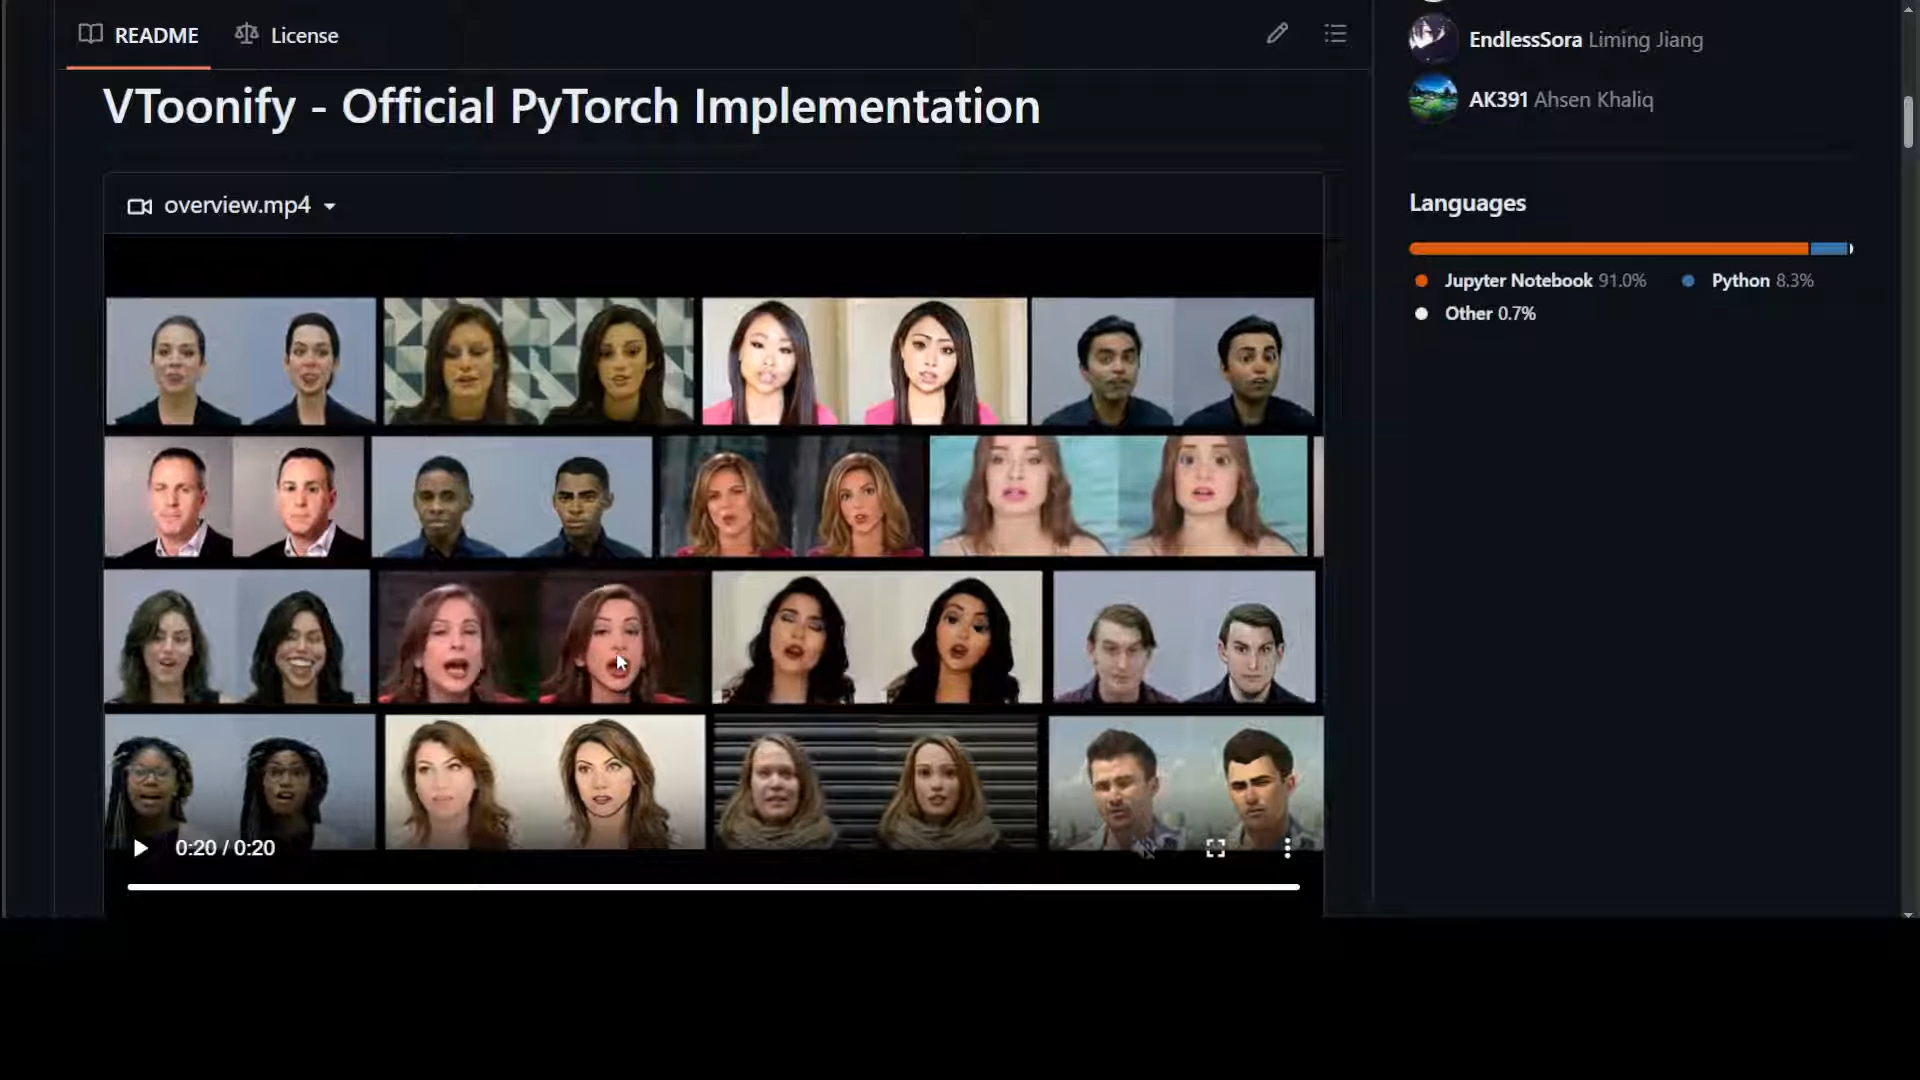 README
License
VToonify - Official PyTorch Implementation
overview.mp4
0:20 / 0:20
EndlessSora Liming Jiang
AK391 Ahsen Khaliq
Languages
Jupyter Notebook 91.0%
Python 8.3%
Other 0.7%